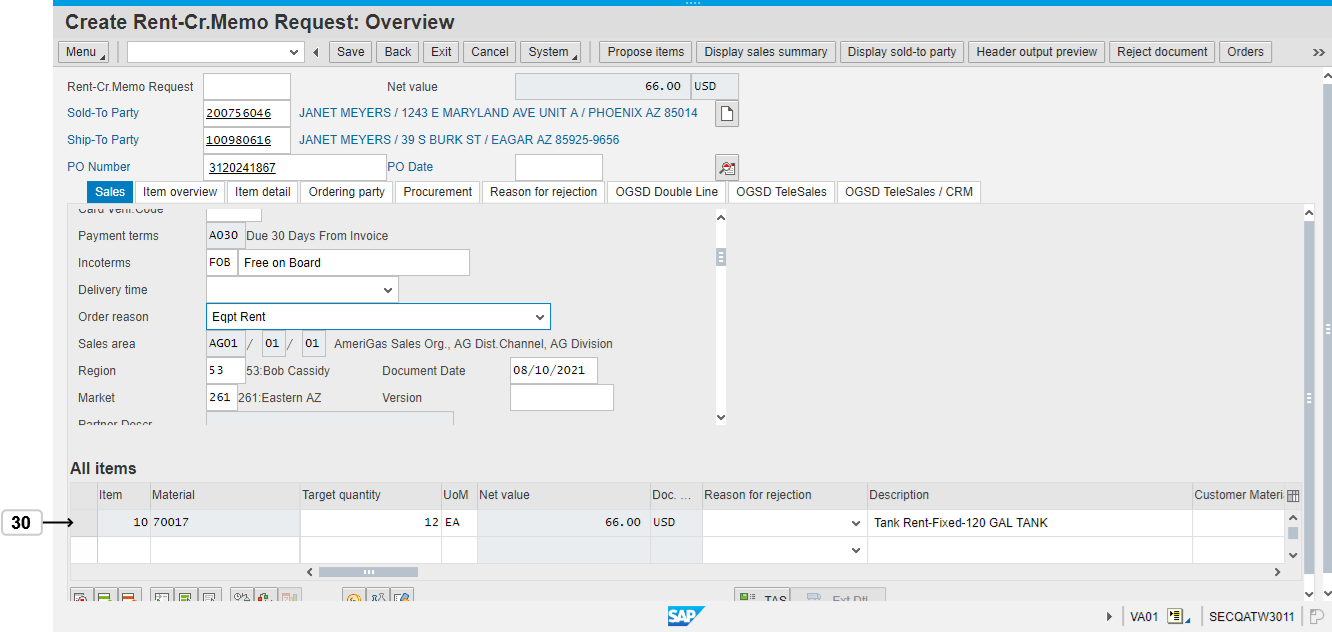 Create Rent-Cr.Memo Request: Overview
Menu Save Back Exit Cancel System Propose items Display sales summary Display sold-to party Header output preview Reject document Orders
Rent-Cr.Memo Request Net value 66.00 USD
Sold-To Party 200756046 JANET MEYERS / 1243 E MARYLAND AVE UNIT A / PHOENIX AZ 85014
Ship-To Party 100980616 JANET MEYERS / 39 S BURK ST / EAGAR AZ 85925-9656
PO Number 3120241867 PO Date
Sales Item overview Item detail Ordering party Procurement Reason for rejection OGSD Double Line OGSD TeleSales OGSD TeleSales / CRM
Card Verif.Code
Payment terms A030 Due 30 Days From Invoice
Incoterms FOB Free on Board
Delivery time
Order reason Eqpt Rent
Sales area AG01 / 01 / 01 AmeriGas Sales Org., AG Dist.Channel, AG Division
Region 53 53:Bob Cassidy Document Date 08/10/2021
Market 261 261:Eastern AZ Version
Partner Descr
All items
Item Material Target quantity UoM Net value Doc. ... Reason for rejection Description Customer Materi
30 10 70017 12 EA 66.00 USD Tank Rent-Fixed-120 GAL TANK
TAS Ext Dtl
SAP VA01 SECQATW3011